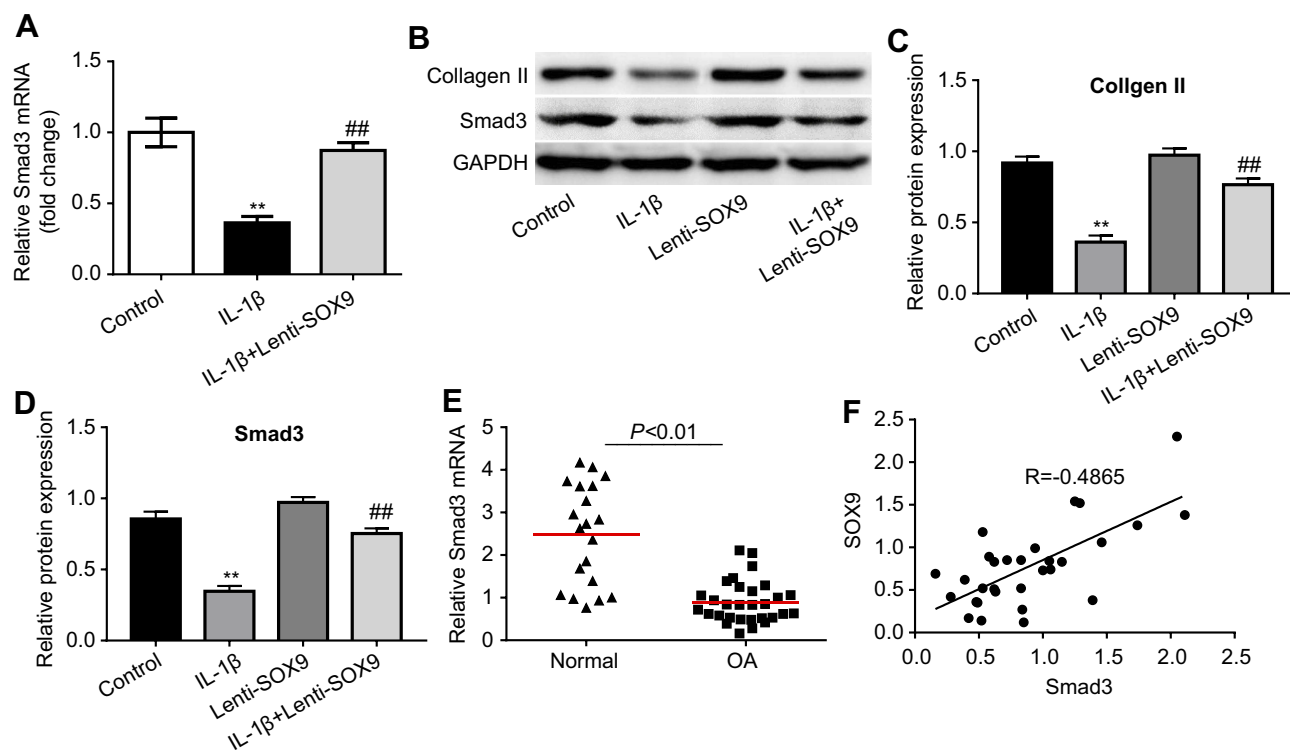 A
Relative Smad3 mRNA
(fold change)
1.5
1.0
0.5
0.0
**
##
Control
IL-1β
IL-1β+Lenti-SOX9
B
Collagen II
Smad3
GAPDH
Control
IL-1β
Lenti-SOX9
IL-1β+
Lenti-SOX9
C
Collgen II
Relative protein expression
1.5
1.0
0.5
0.0
**
##
Control
IL-1β
Lenti-SOX9
IL-1β+Lenti-SOX9
D
Smad3
Relative protein expression
1.5
1.0
0.5
0.0
**
##
Control
IL-1β
Lenti-SOX9
IL-1β+Lenti-SOX9
E
Relative Smad3 mRNA
5
4
3
2
1
0
P<0.01
Normal
OA
F
SOX9
2.5
2.0
1.5
1.0
0.5
0.0
R=-0.4865
0.0
0.5
1.0
1.5
2.0
2.5
Smad3